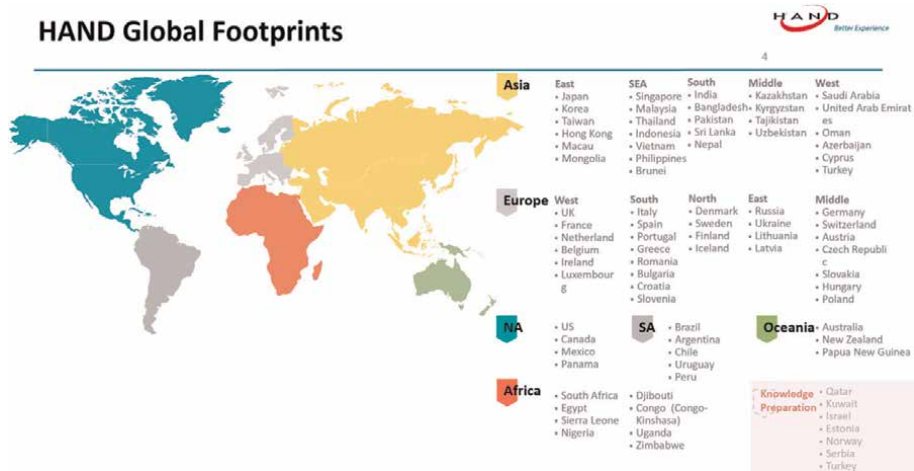 HAND Global Footprints
HAND
Better Experience
4
Asia
East
• Japan
• Korea
• Taiwan
• Hong Kong
• Macau
• Mongolia
SEA
• Singapore
• Malaysia
• Thailand
• Indonesia
• Vietnam
• Philippines
• Brunei
South
• India
• Bangladesh
• Pakistan
• Sri Lanka
• Nepal
Middle
• Kazakhstan
• Kyrgyzstan
• Tajikistan
• Uzbekistan
West
• Saudi Arabia
• United Arab Emirat
es
• Oman
• Azerbaijan
• Cyprus
• Turkey
Europe
West
• UK
• France
• Netherland
• Belgium
• Ireland
• Luxembour
g
South
• Italy
• Spain
• Portugal
• Greece
• Romania
• Bulgaria
• Croatia
• Slovenia
North
• Denmark
• Sweden
• Finland
• Iceland
East
• Russia
• Ukraine
• Lithuania
• Latvia
Middle
• Germany
• Switzerland
• Austria
• Czech Republi
c
• Slovakia
• Hungary
• Poland
NA
• US
• Canada
• Mexico
• Panama
SA
• Brazil
• Argentina
• Chile
• Uruguay
• Peru
Oceania
• Australia
• New Zealand
• Papua New Guinea
Africa
• South Africa
• Egypt
• Sierra Leone
• Nigeria
• Djibouti
• Congo (Congo-
Kinshasa)
• Uganda
• Zimbabwe
Knowledge
Preparation
• Qatar
• Kuwait
• Israel
• Estonia
• Norway
• Serbia
• Turkey